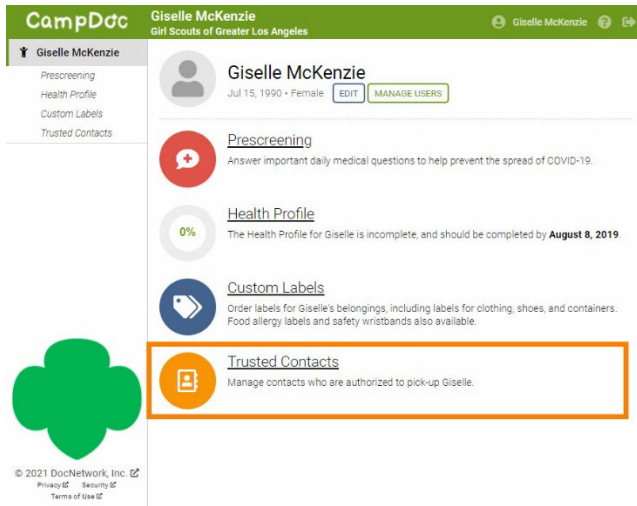 CampDoc
Giselle McKenzie
Girl Scouts of Greater Los Angeles
Giselle McKenzie
Giselle McKenzie
Prescreening
Health Profile
Custom Labels
Trusted Contacts
Giselle McKenzie
Jul 15, 1990 • Female EDIT MANAGE USERS
Prescreening
Answer important daily medical questions to help prevent the spread of COVID-19.
0%
Health Profile
The Health Profile for Giselle is incomplete, and should be completed by August 8, 2019.
Custom Labels
Order labels for Giselle's belongings, including labels for clothing, shoes, and containers.
Food allergy labels and safety wristbands also available.
Trusted Contacts
Manage contacts who are authorized to pick-up Giselle.
© 2021 DocNetwork, Inc.
Privacy Security
Terms of Use